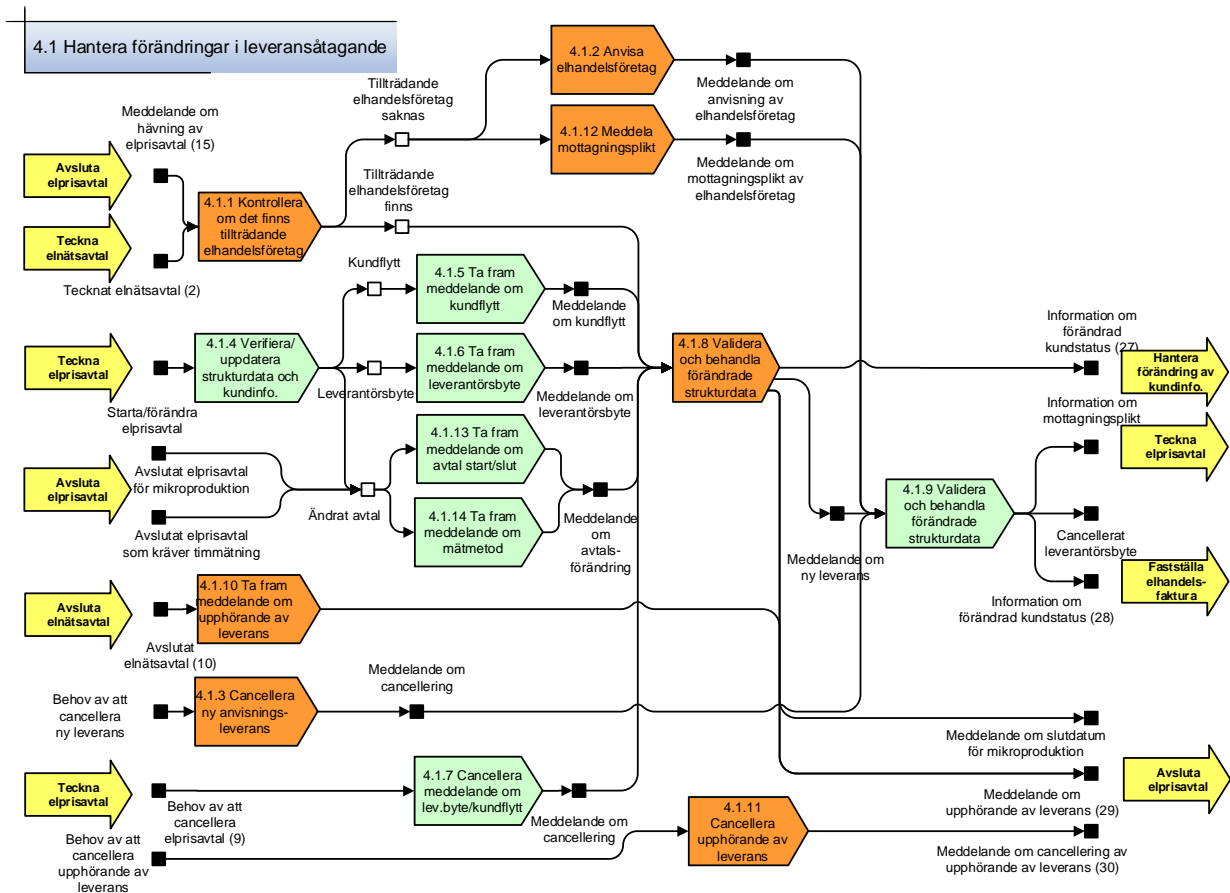 4.1 Hantera förändringar i leveransåtagande
4.1.2 Anvisa
elhandelsföretag
Meddelande om
anvisning av
elhandelsföretag
Tillträdande
elhandelsföretag
saknas
4.1.12 Meddela
mottagningsplikt
Meddelande om
mottagningsplikt av
elhandelsföretag
Meddelande om
hävning av
elprisavtal (15)
Avsluta
elprisavtal
4.1.1 Kontrollera
om det finns
tillträdande
elhandelsföretag
Tillträdande
elhandelsföretag
finns
Teckna
elnätsavtal
Tecknat elnätsavtal (2)
Kundflytt
4.1.5 Ta fram
meddelande om
kundflytt
Meddelande
om kundflytt
Teckna
elprisavtal
Starta/förändra
elprisavtal
4.1.4 Verifiera/
uppdatera
strukturdata och
kundinfo.
Leverantörsbyte
4.1.6 Ta fram
meddelande om
leverantörsbyte
Meddelande om
leverantörsbyte
4.1.8 Validera
och behandla
förändrade
strukturdata
Information om
förändrad
kundstatus (27)
Hantera
förändring av
kundinfo.
Information om
mottagningsplikt
Teckna
elprisavtal
Avsluta
elprisavtal
Avslutat elprisavtal
för mikroproduktion
Avslutat elprisavtal
som kräver timmätning
Ändrat avtal
4.1.13 Ta fram
meddelande om
avtal start/slut
4.1.14 Ta fram
meddelande om
mätmetod
Meddelande
om
avtals-
förändring
Meddelande om
ny leverans
4.1.9 Validera
och behandla
förändrade
strukturdata
Cancellerat
leverantörsbyte
Information om
förändrad kundstatus (28)
Fastställa
elhandels-
faktura
Avsluta
elnätsavtal
Avslutat
elnätsavtal (10)
4.1.10 Ta fram
meddelande om
upphörande av
leverans
Behov av att
cancellera
ny leverans
4.1.3 Cancellera
ny anvisnings-
leverans
Meddelande om
cancellering
Meddelande om slutdatum
för mikroproduktion
Teckna
elprisavtal
Behov av att
cancellera
elprisavtal (9)
4.1.7 Cancellera
meddelande om
lev.byte/kundflytt
Meddelande om
cancellering
Meddelande om
upphörande av leverans (29)
Avsluta
elprisavtal
Behov av att
cancellera
upphörande av
leverans
4.1.11
Cancellera
upphörande av
leverans
Meddelande om cancellering av
upphörande av leverans (30)